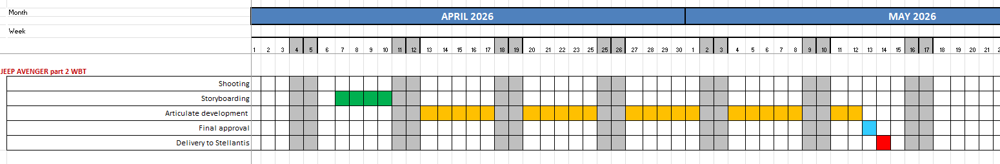 Month
APRIL 2026 MAY 2026
Week
1 2 3 4 5 6 7 8 9 10 11 12 13 14 15 16 17 18 19 20 21 22 23 25 25 26 27 28 29 30 1 2 3 4 5 6 7 8 9 10 11 12 13 14 15 16 17 18 19 20 21
JEEP AVENGER part 2 WBT
Shooting
Storyboarding
Articulate development
Final approval
Delivery to Stellantis